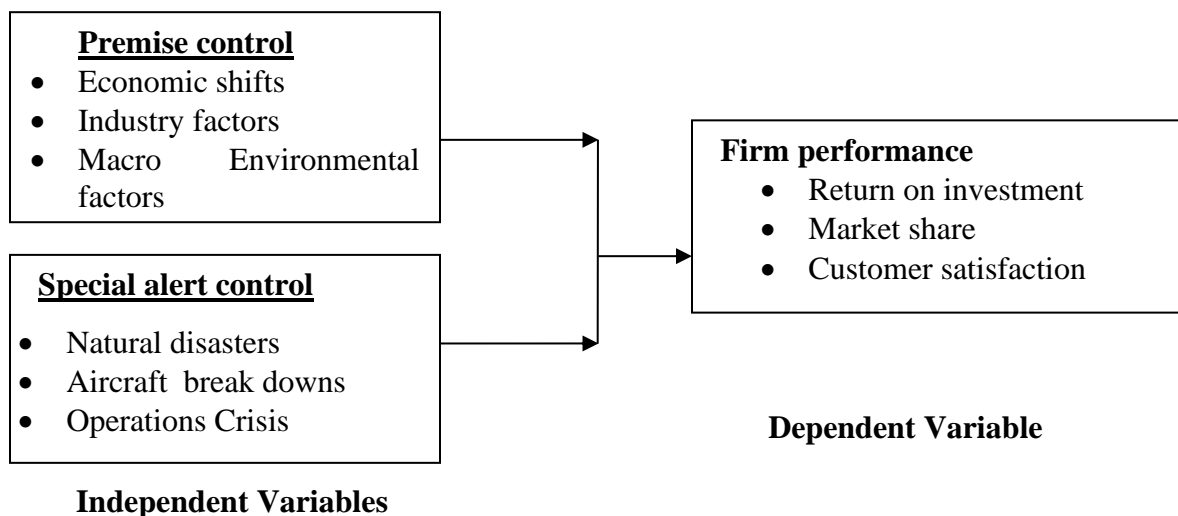 Premise control
• Economic shifts
• Industry factors
• Macro Environmental
factors
Special alert control
• Natural disasters
• Aircraft break downs
• Operations Crisis
Independent Variables
Firm performance
• Return on investment
• Market share
• Customer satisfaction
Dependent Variable